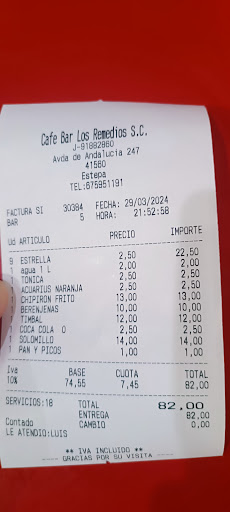 Cafe Bar Los Remedios S.C.
J-91882860
Avda de Andalucia 247
41560
Estepa
TEL:675951191
FACTURA SI 30384 FECHA: 29/03/2024
BAR 5 HORA: 21:52:58
Ud ARTICULO PRECIO IMPORTE
9 ESTRELLA 2,50 22,50
1 agua 1 L 2,00 2,00
1 TONICA 2,50 2,50
ACUARIUS NARANJA 2,50 2,50
CHIPIRON FRITO 13,00 13,00
BERENJENAS 10,00 10,00
TIMBAL 12,00 12,00
1 COCA COLA 0 2,50 2,50
1 SOLOMILLO 14,00 14,00
1 PAN Y PICOS 1,00 1,00
Iva BASE CUOTA TOTAL
10% 74,55 7,45 82,00
SERVICIOS:18 TOTAL 82,00
ENTREGA 82,00
Contado CAMBIO 0,00
LE ATENDIO:LUIS
** IVA INCLUIDO **
---- GRACIAS POR SU VISITA ----